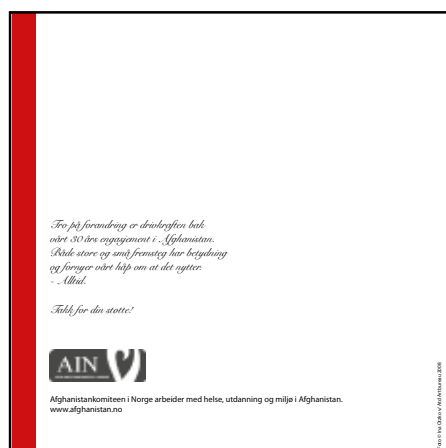 Tro på forandring er drivkraften bak
vårt 30 års engasjement i Afghanistan.
Både store og små fremsteg har betydning
og fornyer vårt håp om at det nytter.
- Alltid.
Takk for din støtte!
AIN
Afghanistankomiteen i Norge arbeider med helse, utdanning og miljø i Afghanistan.
www.afghanistan.no